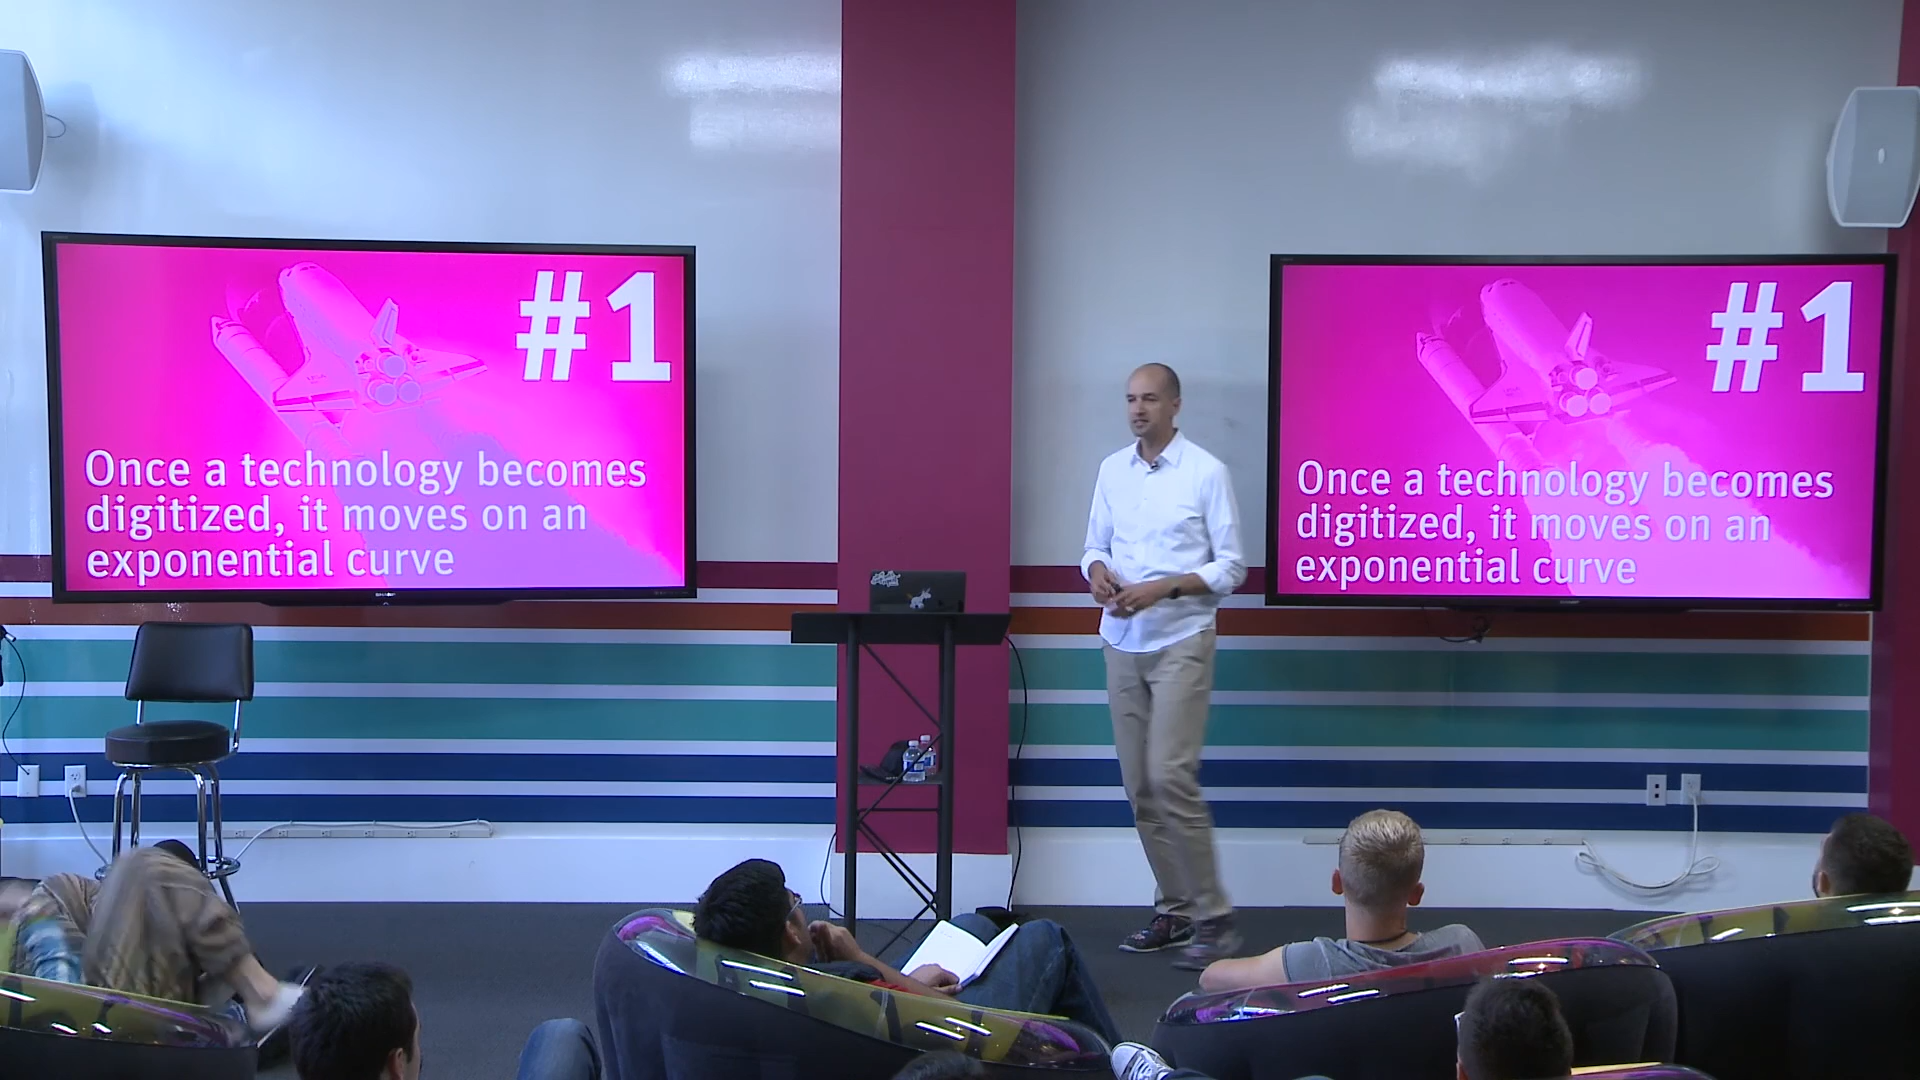 #1
Once a technology becomes
digitized, it moves on an
exponential curve
#1
Once a technology becomes
digitized, it moves on an
exponential curve